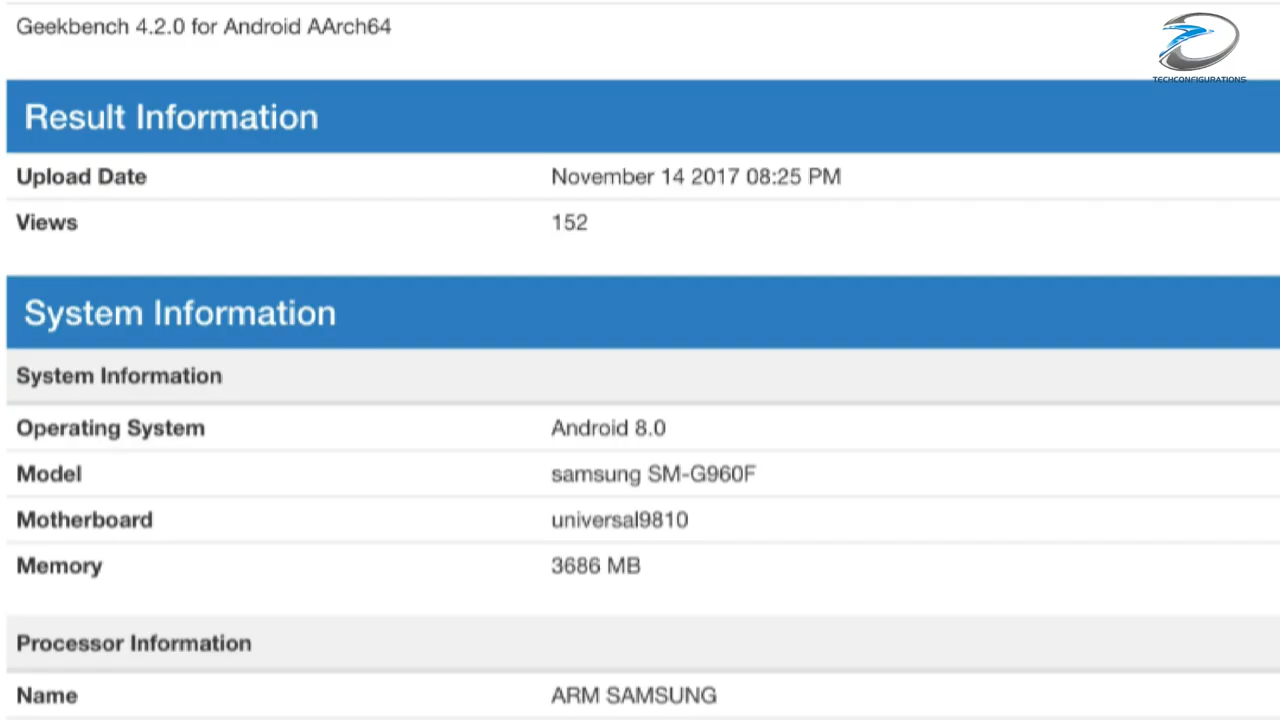 Geekbench 4.2.0 for Android AArch64
TECHCONFIGURATIONS
Result Information
Upload Date November 14 2017 08:25 PM
Views 152
System Information
System Information
Operating System Android 8.0
Model samsung SM-G960F
Motherboard universal9810
Memory 3686 MB
Processor Information
Name ARM SAMSUNG